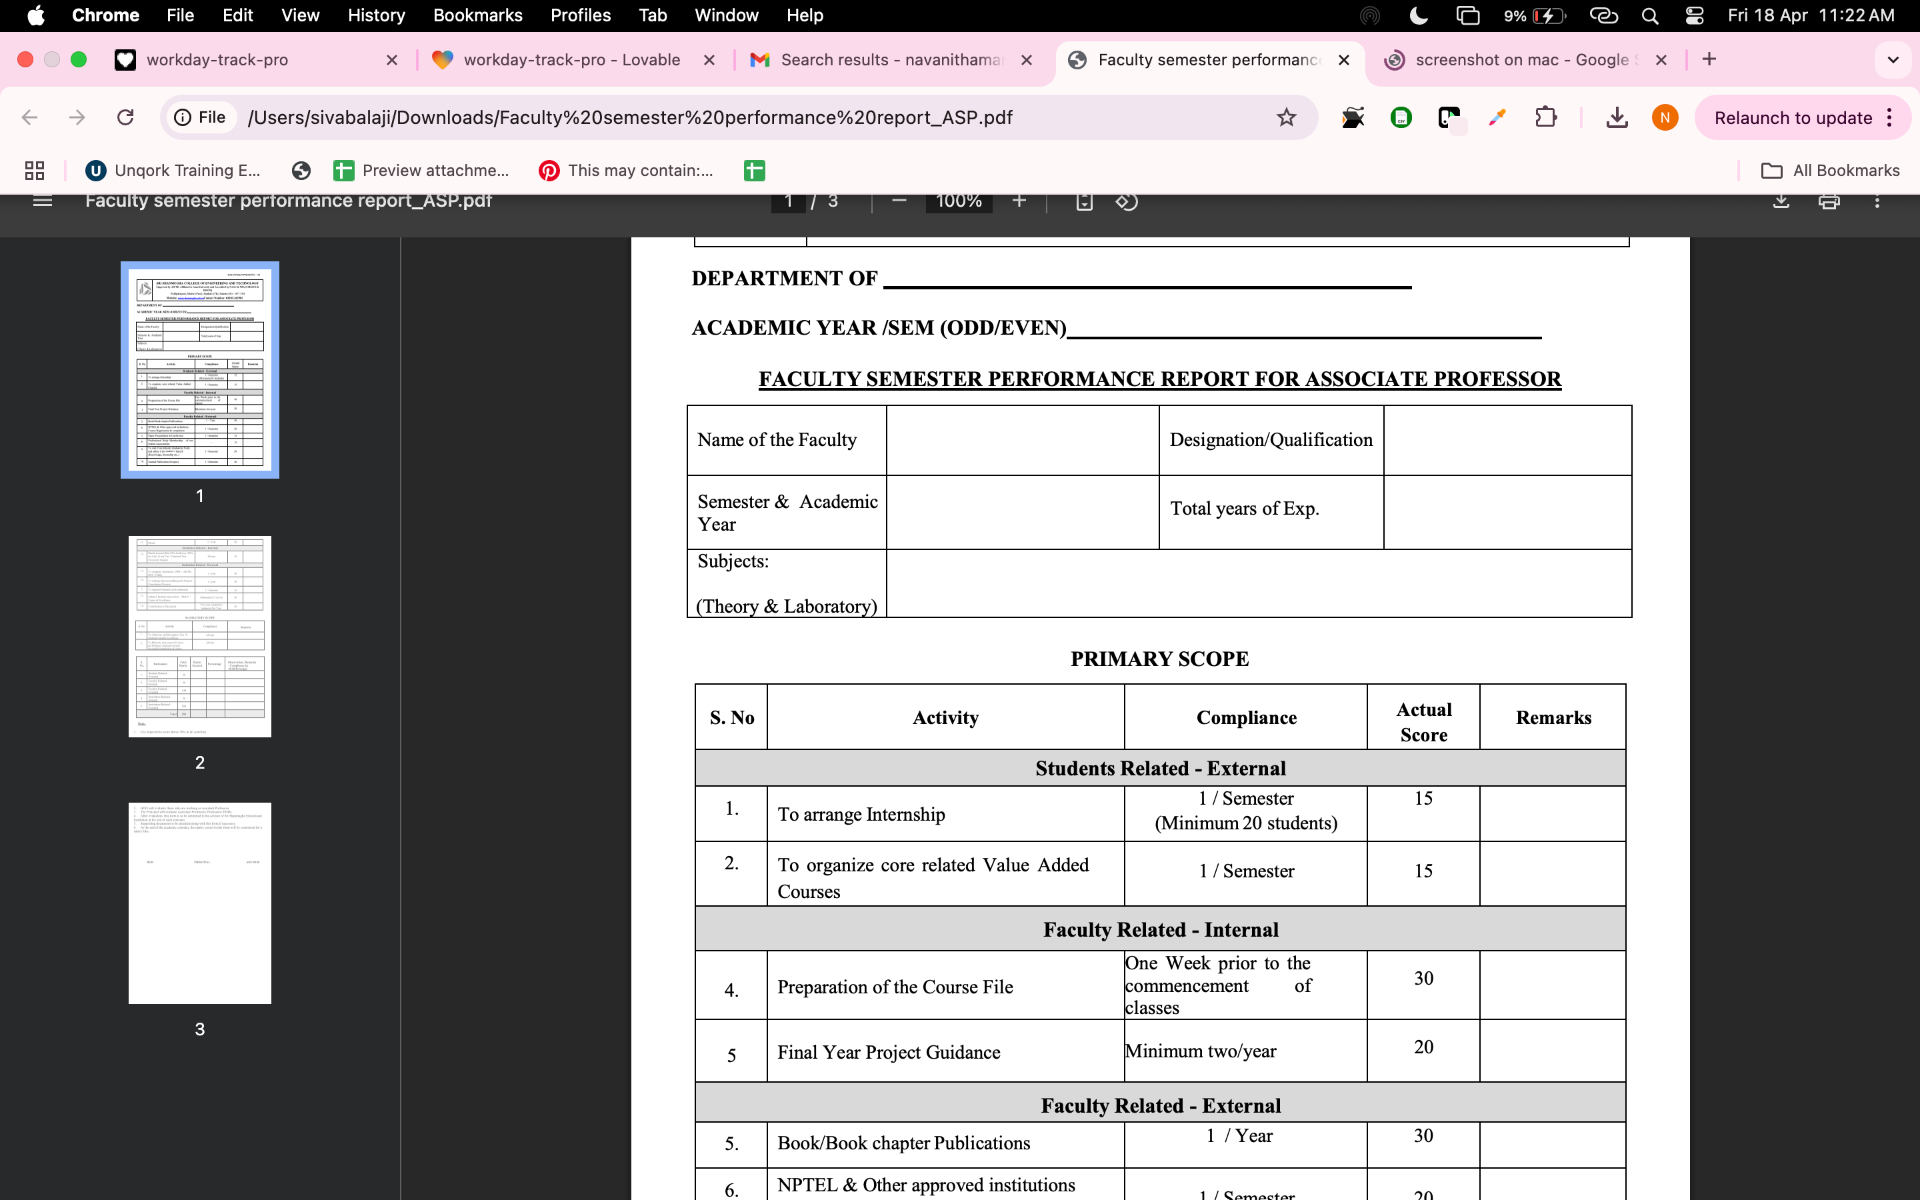 Chrome File Edit View History Bookmarks Profiles Tab Window Help 9% Fri 18 Apr 11:22 AM
workday-track-pro workday-track-pro - Lovable Search results - navanithama Faculty semester performanc screenshot on mac - Google S
File /Users/sivabalaji/Downloads/Faculty%20semester%20performance%20report_ASP.pdf N Relaunch to update
Unqork Training E... Preview attachme... This may contain:... All Bookmarks
Faculty semester performance report_ASP.pdf 1 / 3 100%
1
2
3
DEPARTMENT OF
ACADEMIC YEAR /SEM (ODD/EVEN)
FACULTY SEMESTER PERFORMANCE REPORT FOR ASSOCIATE PROFESSOR
Name of the Faculty Designation/Qualification
Semester & Academic
Year
Total years of Exp.
Subjects:
(Theory & Laboratory)
PRIMARY SCOPE
S. No Activity Compliance Actual
Score
Remarks
Students Related - External
1. To arrange Internship 1 / Semester
(Minimum 20 students)
15
2. To organize core related Value Added
Courses
1 / Semester 15
Faculty Related - Internal
4. Preparation of the Course File One Week prior to the
commencement of
classes
30
5 Final Year Project Guidance Minimum two/year 20
Faculty Related - External
5. Book/Book chapter Publications 1 / Year 30
6. NPTEL & Other approved institutions
1 / Semester 20